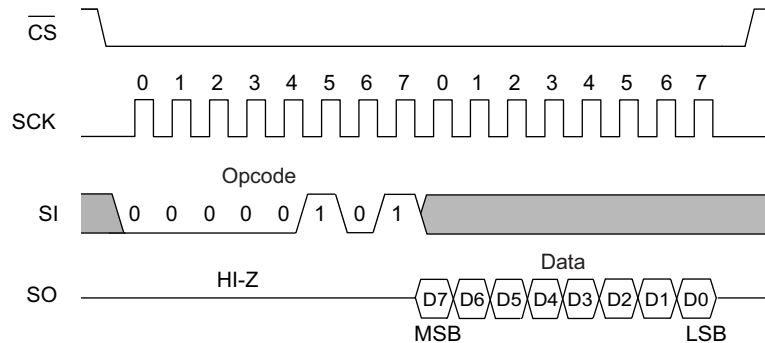 CS
0 1 2 3 4 5 6 7 0 1 2 3 4 5 6 7
SCK
Opcode
SI 0 0 0 0 0 1 0 1
HI-Z Data
SO D7 D6 D5 D4 D3 D2 D1 D0
MSB LSB